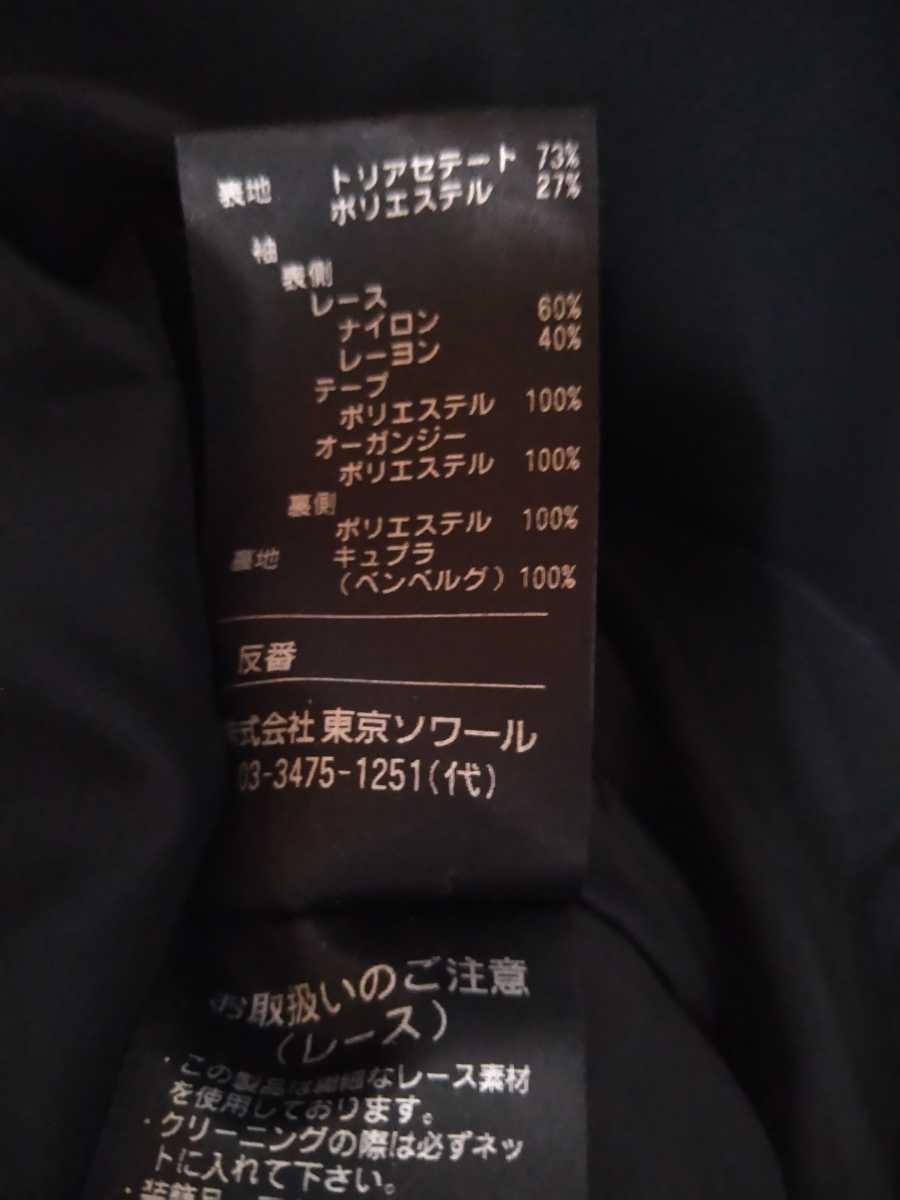 表地 トリアセテート 73%
ポリエステル 27%
袖
表側
レース
ナイロン 60%
レーヨン 40%
テープ
ポリエステル 100%
オーガンジー
ポリエステル 100%
裏側
ポリエステル 100%
裏地 キュプラ
(ベンベルグ) 100%
反番
株式会社 東京ソワール
03-3475-1251(代)
お取扱いのご注意
(レース)
・この製品は繊細なレース素材
を使用しております。
・クリーニングの際は必ずネッ
トに入れて下さい。
・装飾品